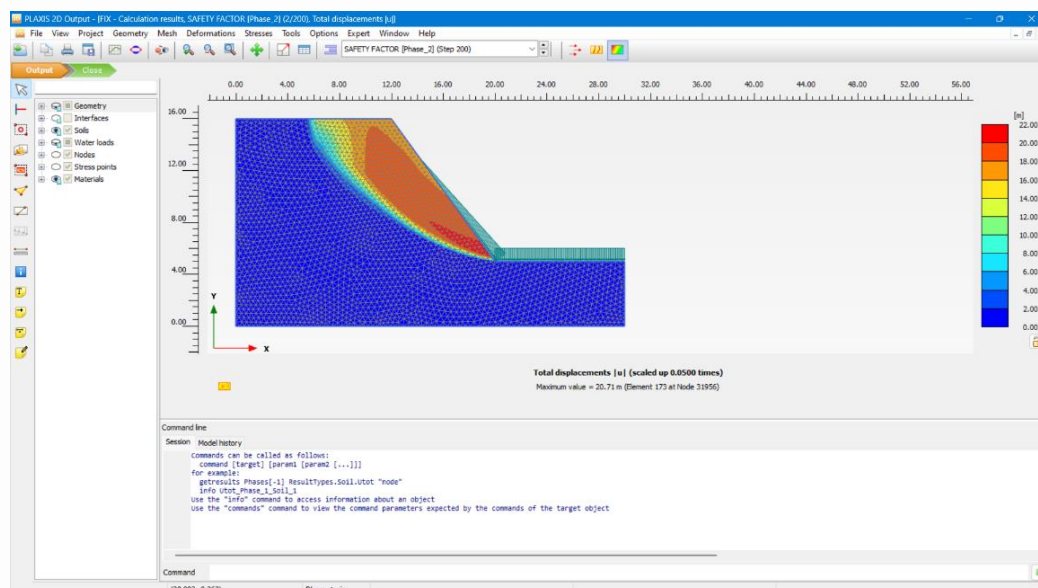 PLAXIS 2D Output - [FIX - Calculation results, SAFETY FACTOR [Phase_2] (2/200), Total displacements |u|]
File View Project Geometry Mesh Deformations Stresses Tools Options Expert Window Help
SAFETY FACTOR [Phase_2] (Step 200)
Output Close
Geometry
Interfaces
Soils
Water loads
Nodes
Stress points
Materials
0.00 4.00 8.00 12.00 16.00 20.00 24.00 28.00 32.00 36.00 40.00 44.00 48.00 52.00 56.00
16.00
12.00
8.00
4.00
0.00
Y
X
[m]
22.00
20.00
18.00
16.00
14.00
12.00
10.00
8.00
6.00
4.00
2.00
0.00
Total displacements |u| (scaled up 0.0500 times)
Maximum value = 20.71 m (Element 173 at Node 31956)
Command line
Session Model history
Commands can be called as follows:
command [target] [param1 [param2 [...]]]
for example:
getresults Phases[-1] ResultTypes.Soil.Utot "node"
info Utot_Phase_1_Soil_1
Use the "info" command to access information about an object
Use the "commands" command to view the command parameters expected by the commands of the target object
Command